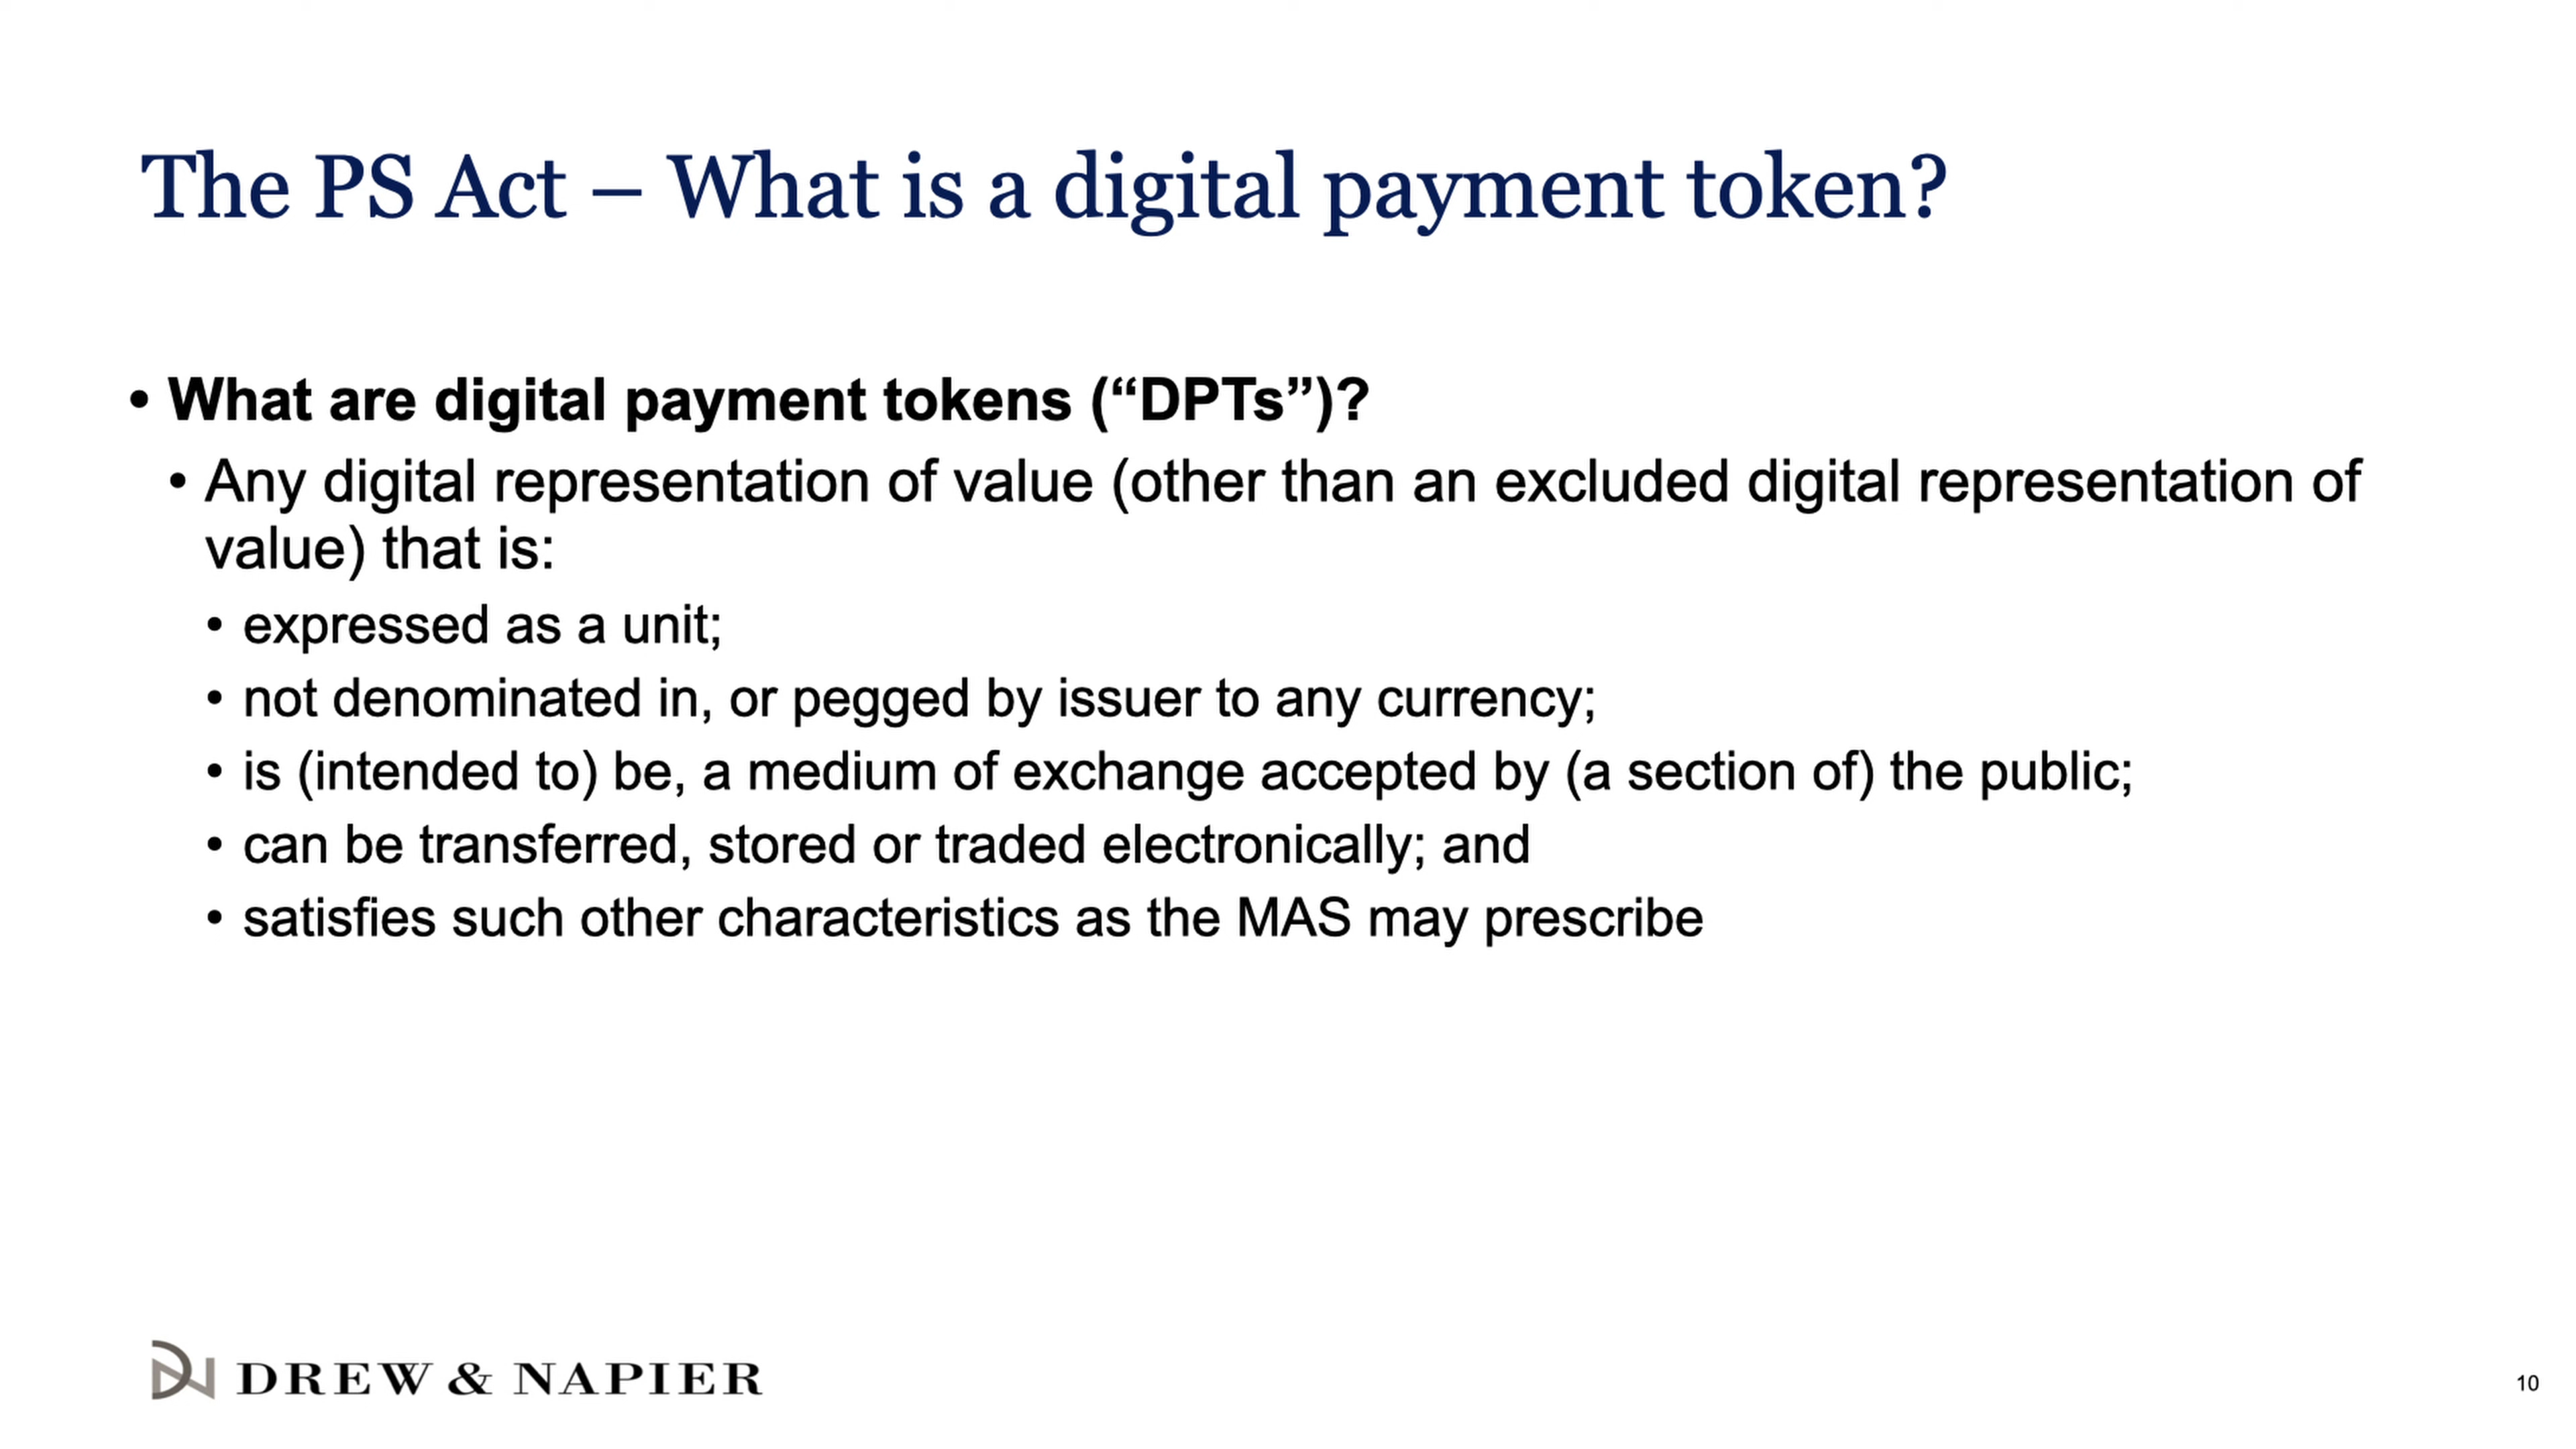 The PS Act – What is a digital payment token?
• What are digital payment tokens (“DPTs”)?
• Any digital representation of value (other than an excluded digital representation of
value) that is:
• expressed as a unit;
• not denominated in, or pegged by issuer to any currency;
• is (intended to) be, a medium of exchange accepted by (a section of) the public;
• can be transferred, stored or traded electronically; and
• satisfies such other characteristics as the MAS may prescribe
DREW & NAPIER
10